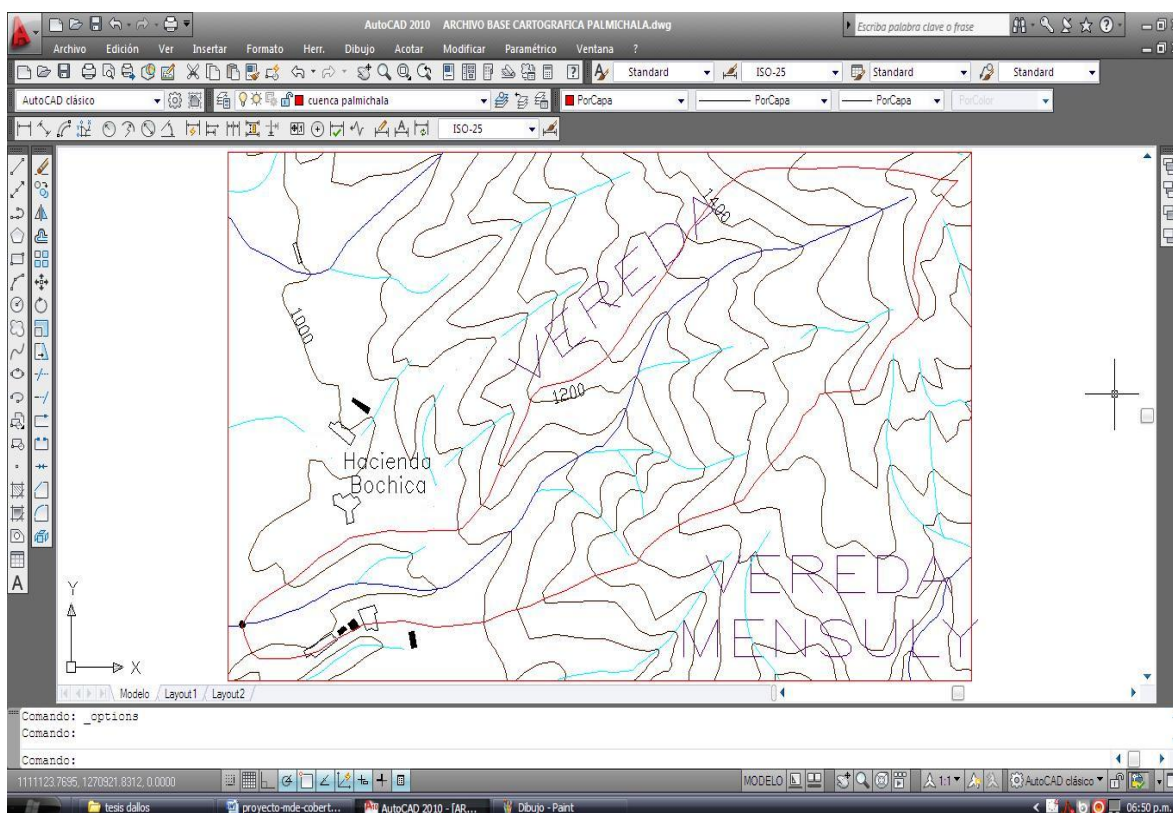 AutoCAD 2010 ARCHIVO BASE CARTOGRAFICA PALMICHALA.dwg
Escriba palabra clave o frase
Archivo Edición Ver Insertar Formato Herr. Dibujo Acotar Modificar Paramétrico Ventana ?
Standard ISO-25 Standard Standard
AutoCAD clásico cuenca palmichala PorCapa PorCapa PorCapa PorColor
ISO-25
1400
VEREDA
1000
1200
Hacienda
Bochica
VEREDA
MENSULY
Y
X
Modelo Layout1 Layout2
Comando: _options
Comando:
Comando:
1111123.7695, 1270921.8312, 0.0000 MODELO 1:1 AutoCAD clásico
tesis dallos proyecto-mde-cobert... AutoCAD 2010 - [AR... Dibujo - Paint 06:50 p.m.